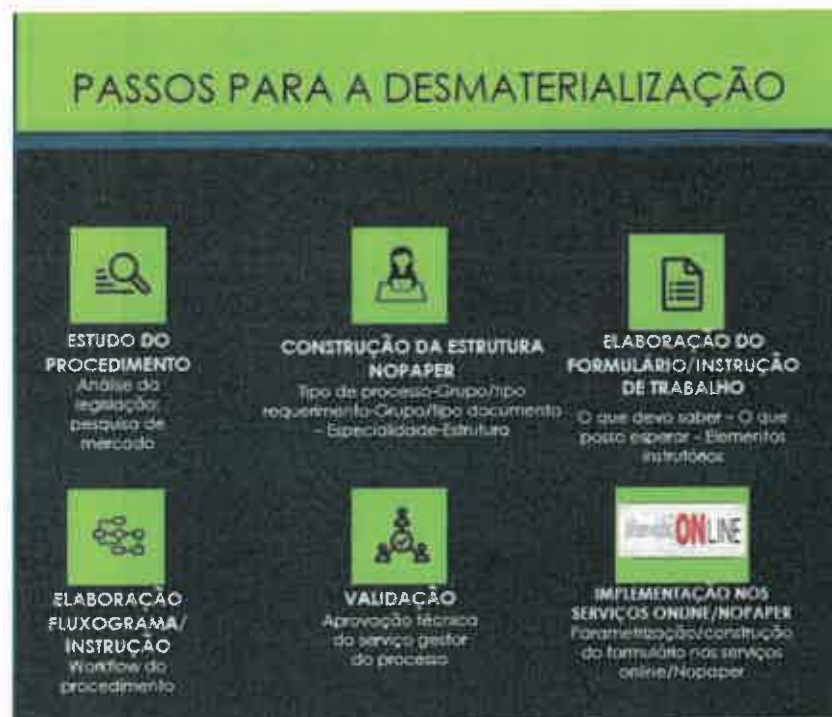 PASSOS PARA A DESMATERIALIZAÇÃO
ESTUDO DO
PROCEDIMENTO
Análise da
legislação;
pesquisa de
mercado
CONSTRUÇÃO DA ESTRUTURA
NOPAPER
Tipo de processo-Grupo/tipo
requerimento-Grupo/tipo documento
– Especialidade-Estrutura
ELABORAÇÃO DO
FORMULÁRIO/INSTRUÇÃO
DE TRABALHO
O que devo saber – O que
posso esperar – Elementos
instrutórios
ELABORAÇÃO
FLUXOGRAMA/
INSTRUÇÃO
Workflow do
procedimento
VALIDAÇÃO
Aprovação técnica
do serviço gestor
do processo
ONLINE
IMPLEMENTAÇÃO NOS
SERVIÇOS ONLINE/NOPAPER
Parametrização/construção
do formulário nos serviços
online/Nopaper